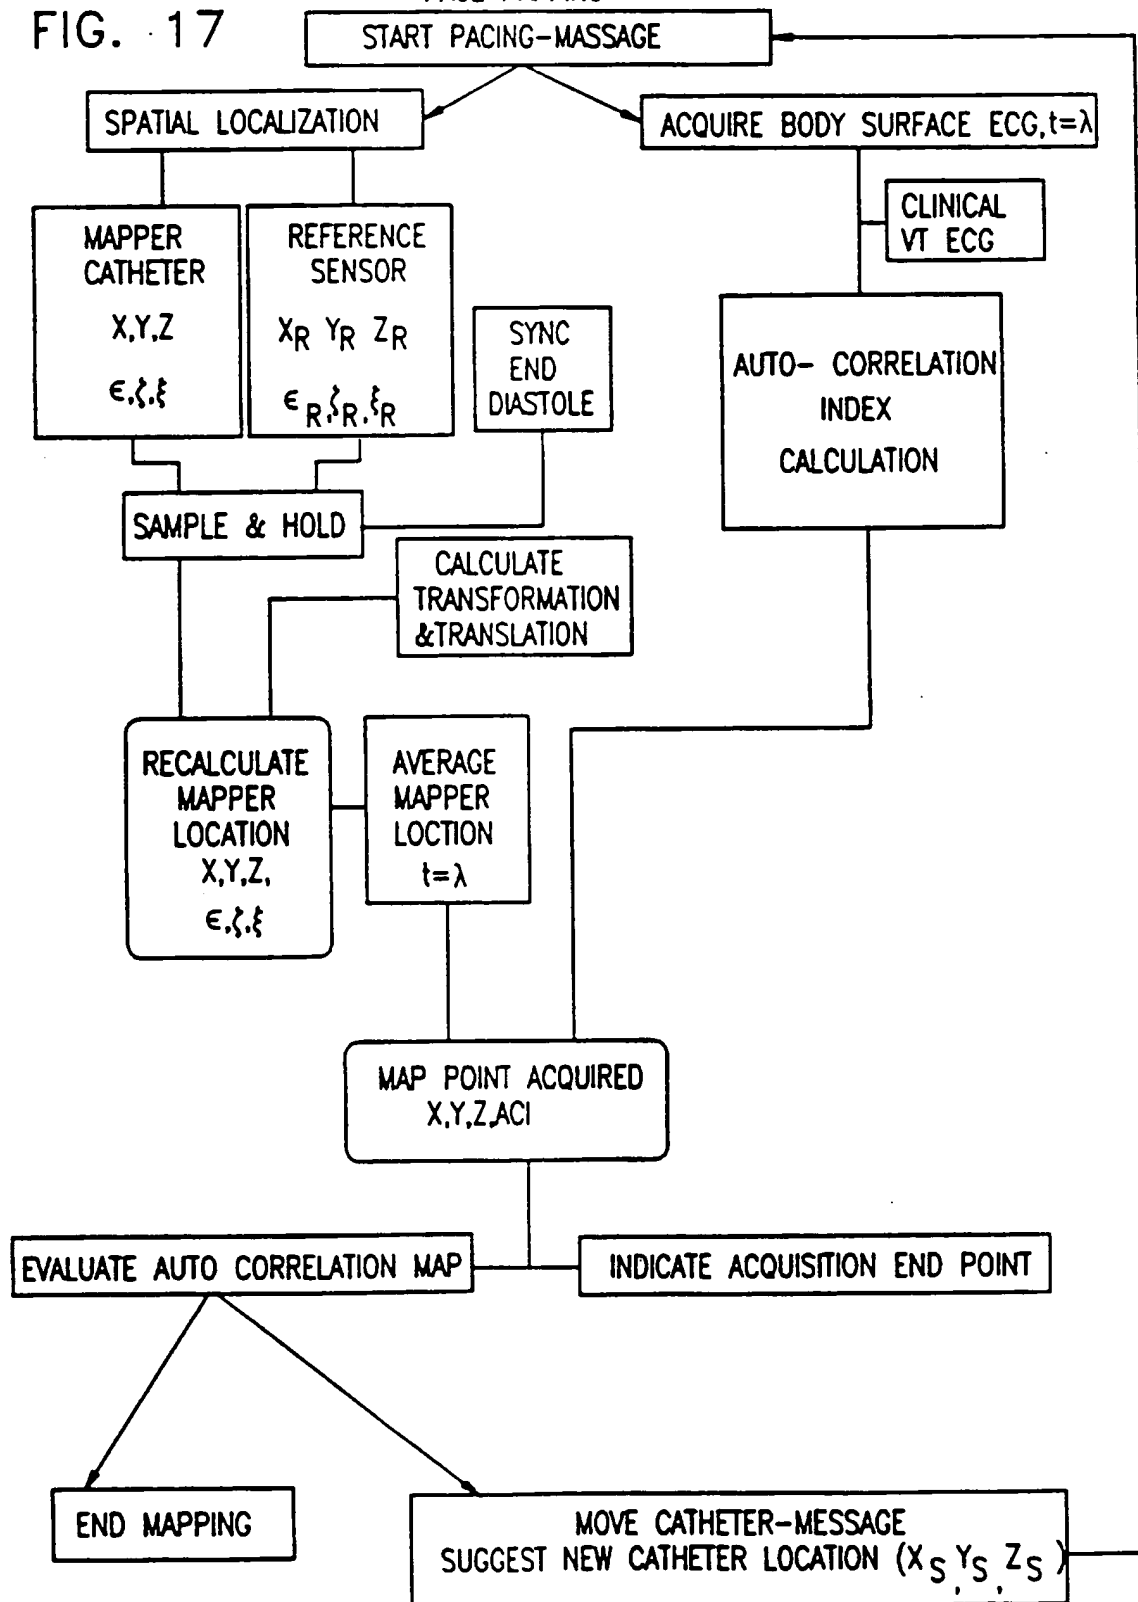 FIG. 17
START PACING-MASSAGE
SPATIAL LOCALIZATION
ACQUIRE BODY SURFACE ECG, t=λ
CLINICAL
VT ECG
MAPPER
CATHETER
X,Y,Z
ϵ,ζ,ξ
REFERENCE
SENSOR
XR YR ZR
ϵR,ζR,ξR
SYNC
END
DIASTOLE
AUTO- CORRELATION
INDEX
CALCULATION
SAMPLE & HOLD
CALCULATE
TRANSFORMATION
&TRANSLATION
RECALCULATE
MAPPER
LOCATION
X,Y,Z,
ϵ,ζ,ξ
AVERAGE
MAPPER
LOCTION
t=λ
MAP POINT ACQUIRED
X,Y,Z,ACI
EVALUATE AUTO CORRELATION MAP
INDICATE ACQUISITION END POINT
END MAPPING
MOVE CATHETER-MESSAGE
SUGGEST NEW CATHETER LOCATION (XS,YS,ZS)